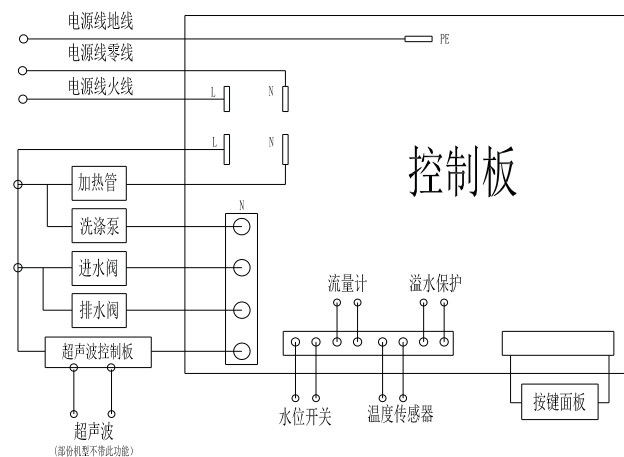 电源线地线
PE
电源线零线
电源线火线
L
N
L
N
控制板
加热管
N
洗涤泵
进水阀
流量计
溢水保护
排水阀
超声波控制板
按键面板
水位开关
温度传感器
超声波
(部份机型不带此功能)